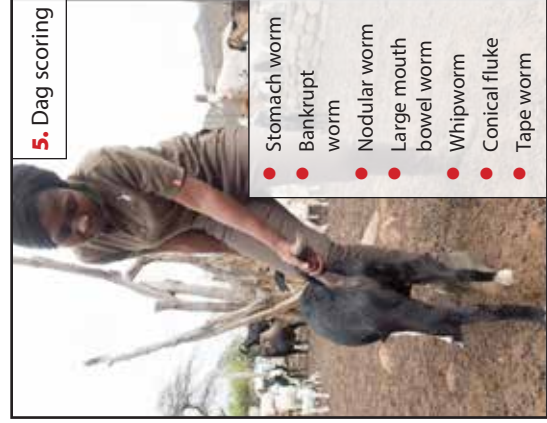 5. Dag scoring
Stomach worm
Bankrupt
worm
Nodular worm
Large mouth
bowel worm
Whipworm
Conical fluke
Tape worm